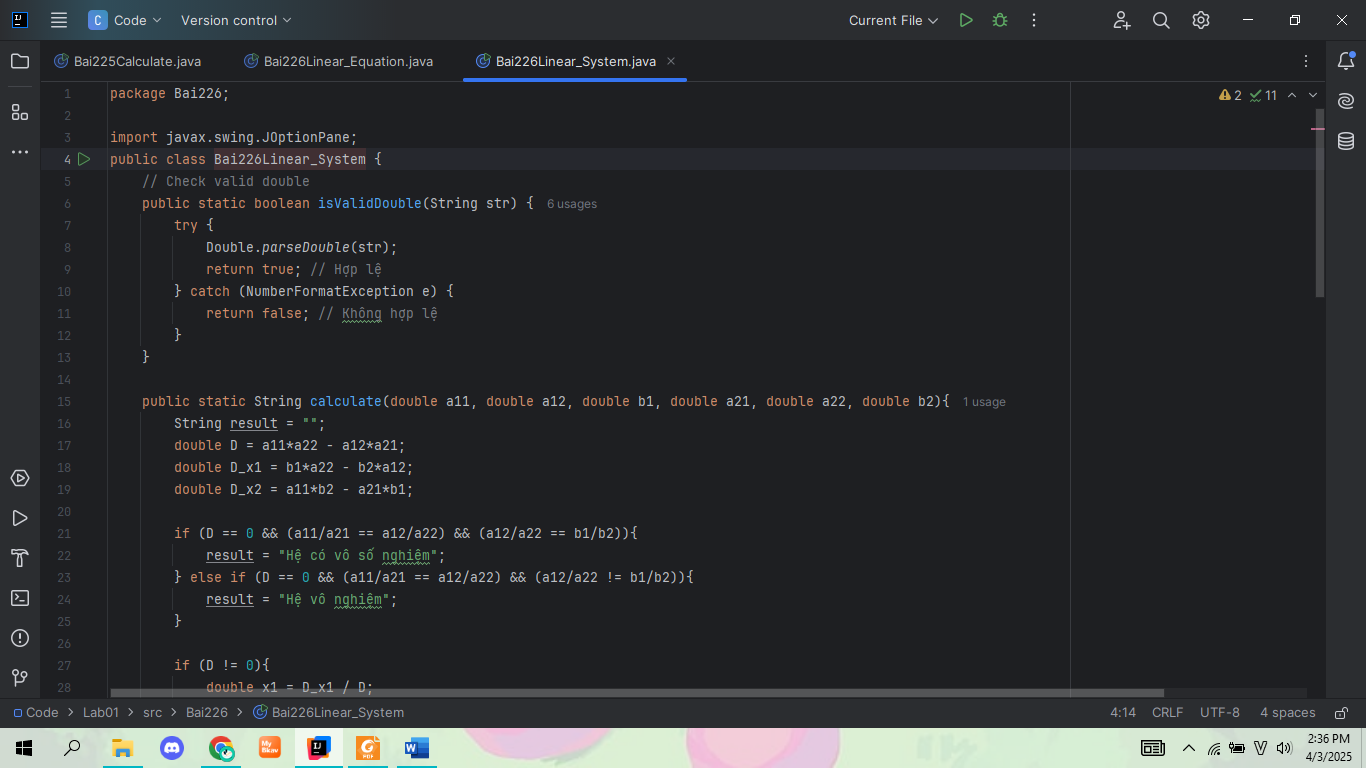 C Code Version control Current File
Bai225Calculate.java Bai226Linear_Equation.java Bai226Linear_System.java
2 11
1 package Bai226;
2
3 import javax.swing.JOptionPane;
4 public class Bai226Linear_System {
5 // Check valid double
6 public static boolean isValidDouble(String str) { 6 usages
7 try {
8 Double.parseDouble(str);
9 return true; // Hợp lệ
10 } catch (NumberFormatException e) {
11 return false; // Không hợp lệ
12 }
13 }
14
15 public static String calculate(double a11, double a12, double b1, double a21, double a22, double b2){ 1 usage
16 String result = "";
17 double D = a11*a22 - a12*a21;
18 double D_x1 = b1*a22 - b2*a12;
19 double D_x2 = a11*b2 - a21*b1;
20
21 if (D == 0 && (a11/a21 == a12/a22) && (a12/a22 == b1/b2)){
22 result = "Hệ có vô số nghiệm";
23 } else if (D == 0 && (a11/a21 == a12/a22) && (a12/a22 != b1/b2)){
24 result = "Hệ vô nghiệm";
25 }
26
27 if (D != 0){
28 double x1 = D_x1 / D;
Code > Lab01 > src > Bai226 > Bai226Linear_System 4:14 CRLF UTF-8 4 spaces
2:36 PM
4/3/2025